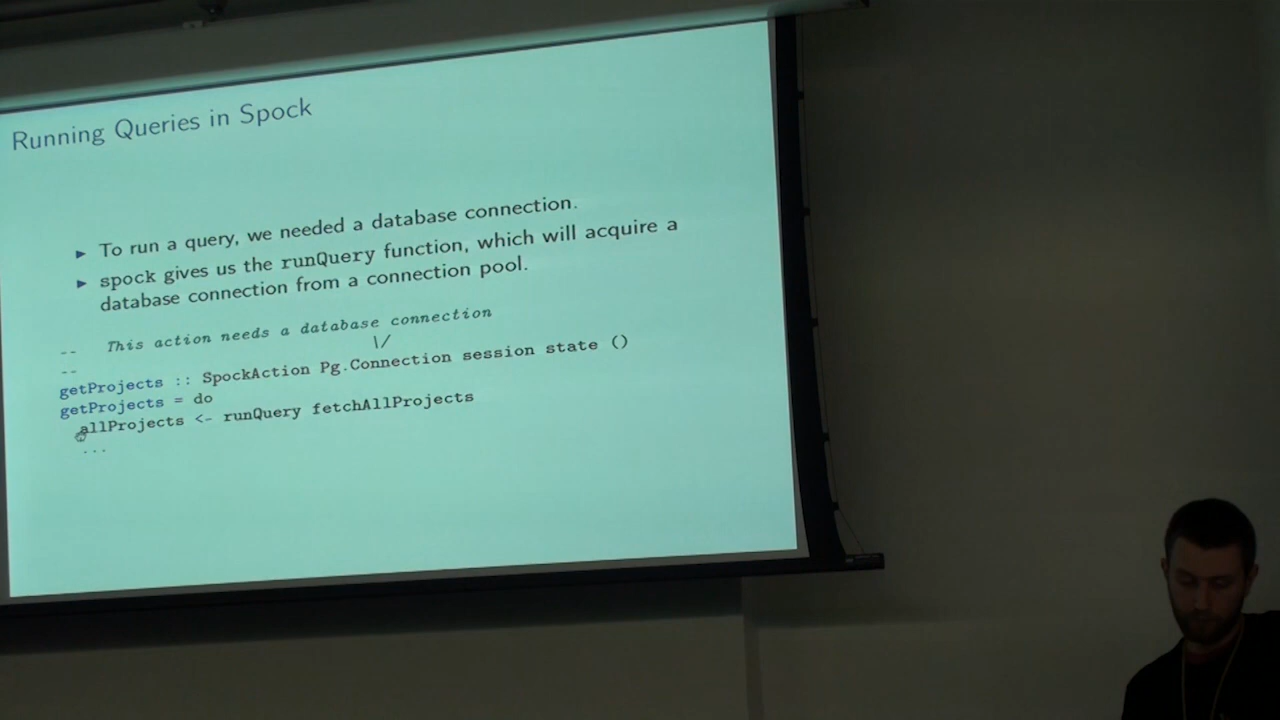 Running Queries in Spock
▶ To run a query, we needed a database connection.
▶ spock gives us the runQuery function, which will acquire a
database connection from a connection pool.
-- This action needs a database connection
-- \/
getProjects :: SpockAction Pg.Connection session state ()
getProjects = do
allProjects <- runQuery fetchAllProjects
...